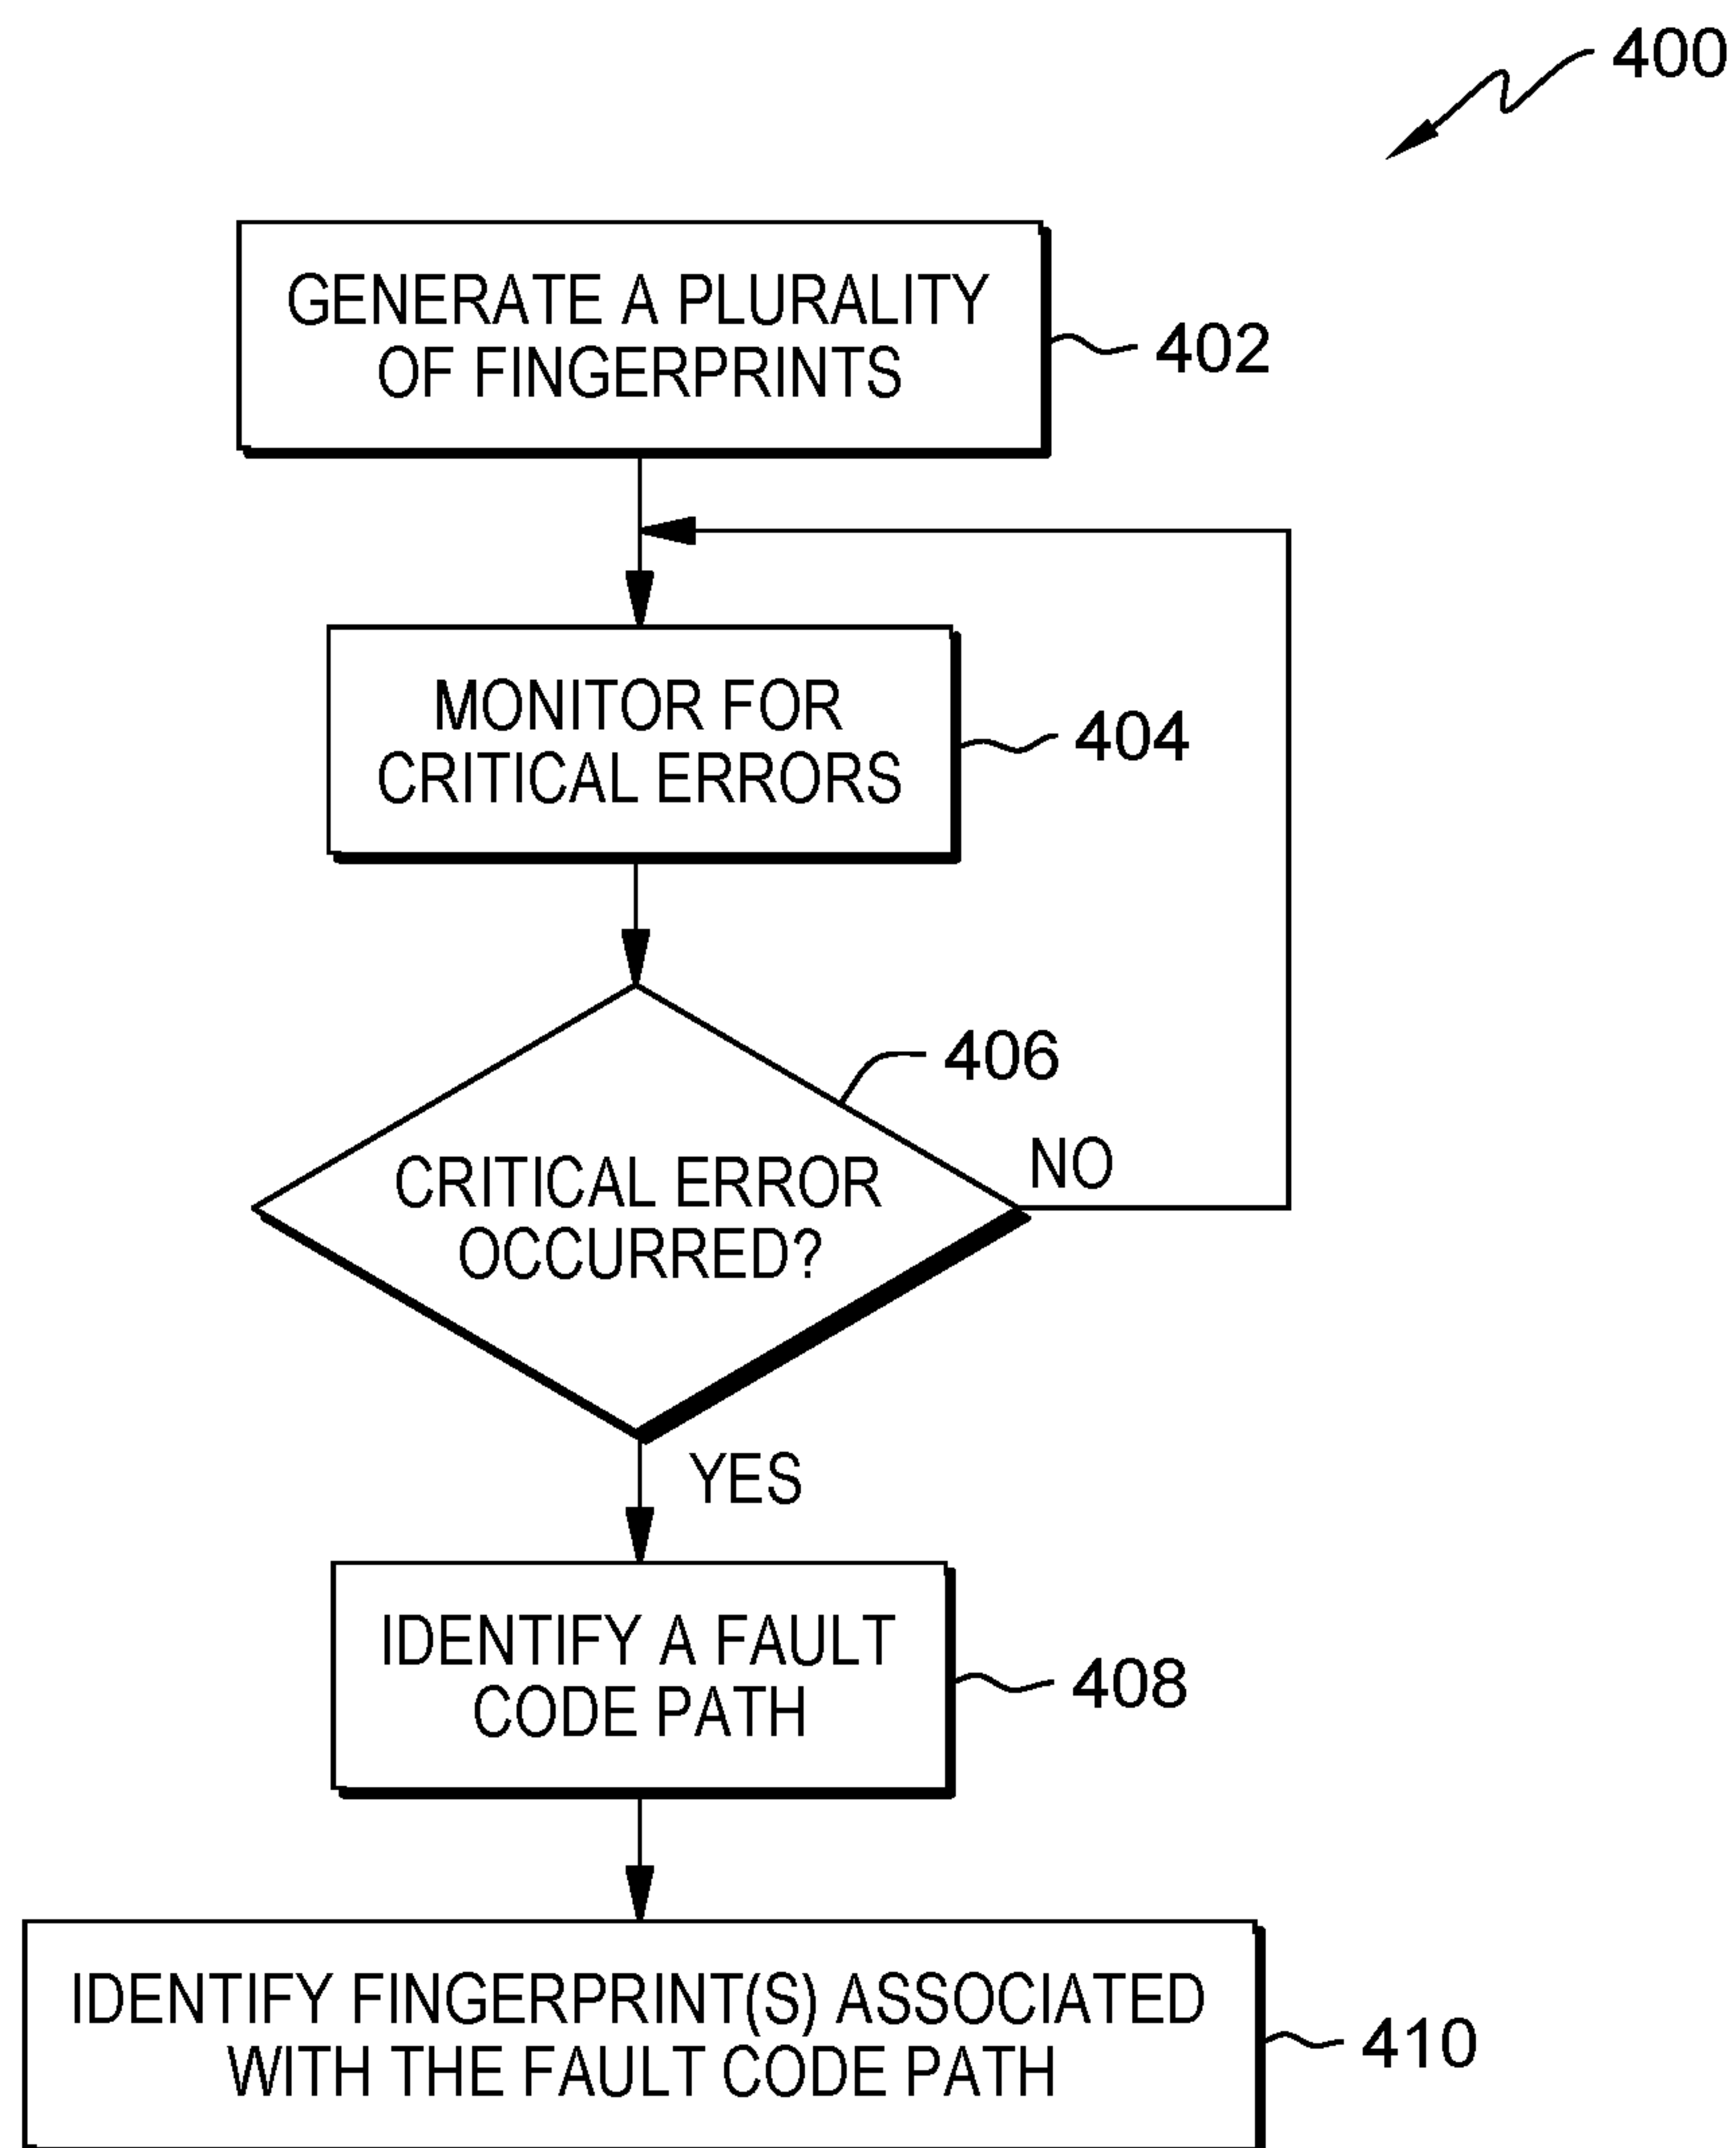 400
GENERATE A PLURALITY
OF FINGERPRINTS
402
MONITOR FOR
CRITICAL ERRORS
404
406
CRITICAL ERROR
OCCURRED?
NO
YES
IDENTIFY A FAULT
CODE PATH
408
IDENTIFY FINGERPRINT(S) ASSOCIATED
WITH THE FAULT CODE PATH
410